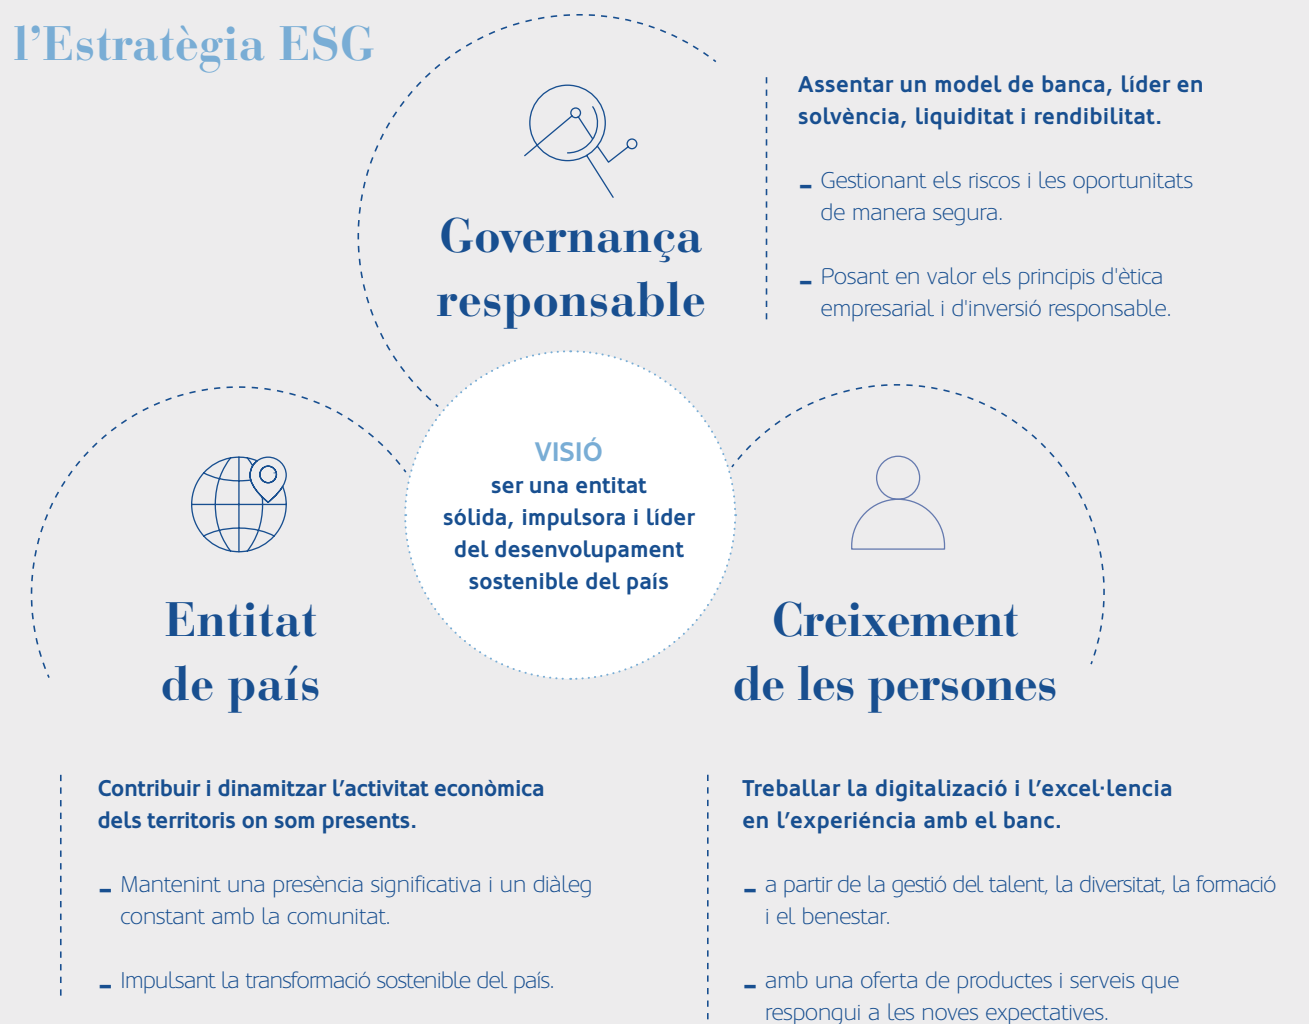 l’Estratègia ESG
Governança
responsable
Assentar un model de banca, líder en
solvència, liquiditat i rendibilitat.
- Gestionant els riscos i les oportunitats
de manera segura.
- Posant en valor els principis d'ètica
empresarial i d'inversió responsable.
VISIÓ
ser una entitat
sólida, impulsora i líder
del desenvolupament
sostenible del país
Entitat
de país
Contribuir i dinamitzar l’activitat econòmica
dels territoris on som presents.
- Mantenint una presència significativa i un diàleg
constant amb la comunitat.
- Impulsant la transformació sostenible del país.
Creixement
de les persones
Treballar la digitalizació i l’excel·lencia
en l’experiéncia amb el banc.
- a partir de la gestió del talent, la diversitat, la formació
i el benestar.
- amb una oferta de productes i serveis que
respongui a les noves expectatives.